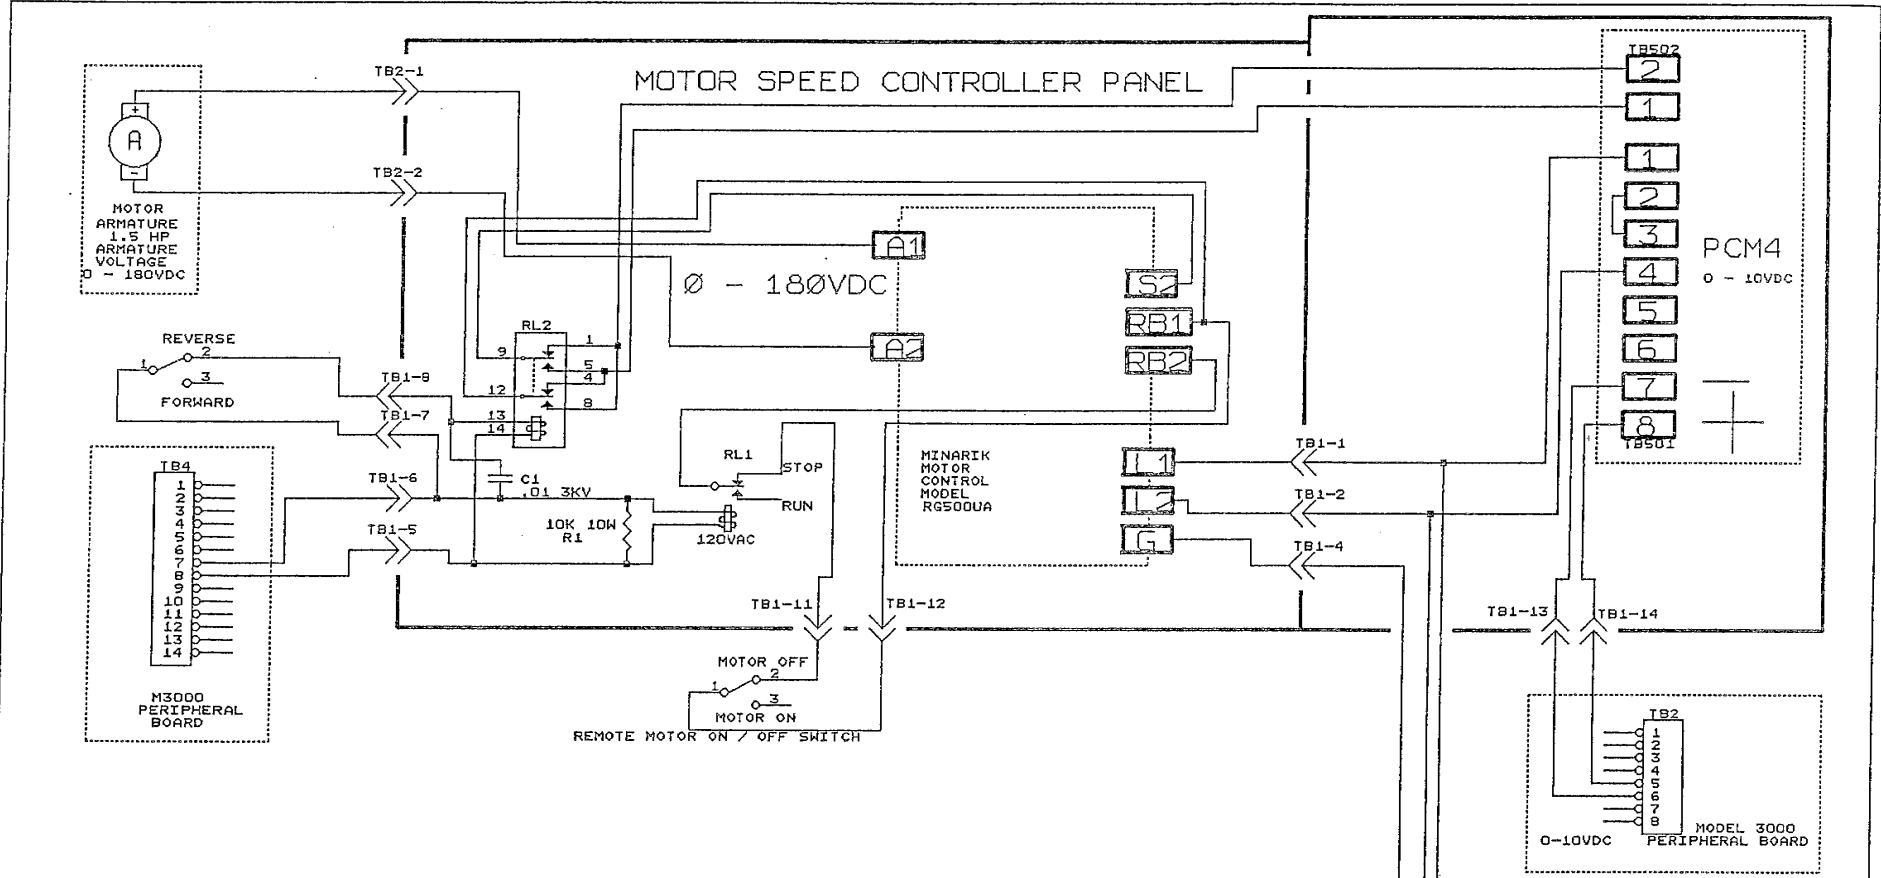 MOTOR SPEED CONTROLLER PANEL
TB2-1
TB2-2
+
A
-
MOTOR
ARMATURE
1.5 HP
ARMATURE
VOLTAGE
0 - 180VDC
A1
Ø - 180VDC
A2
S2
RB1
RB2
L1
L2
G
MINARIK
MOTOR
CONTROL
MODEL
RG500UA
TB502
2
1
1
2
3
4
5
6
7
8
TB501
PCM4
0 - 10VDC
REVERSE
1
2
3
FORWARD
TB1-8
TB1-7
RL2
9
12
13
14
1
5
4
8
TB1-6
TB1-5
C1
.01 3KV
10K 10W
R1
RL1
STOP
RUN
120VAC
TB4
1
2
3
4
5
6
7
8
9
10
11
12
13
14
M3000
PERIPHERAL
BOARD
TB1-1
TB1-2
TB1-4
TB1-11
TB1-12
MOTOR OFF
1
2
3
MOTOR ON
REMOTE MOTOR ON / OFF SWITCH
TB1-13
TB1-14
TB2
1
2
3
4
5
6
7
8
0-10VDC
MODEL 3000
PERIPHERAL BOARD